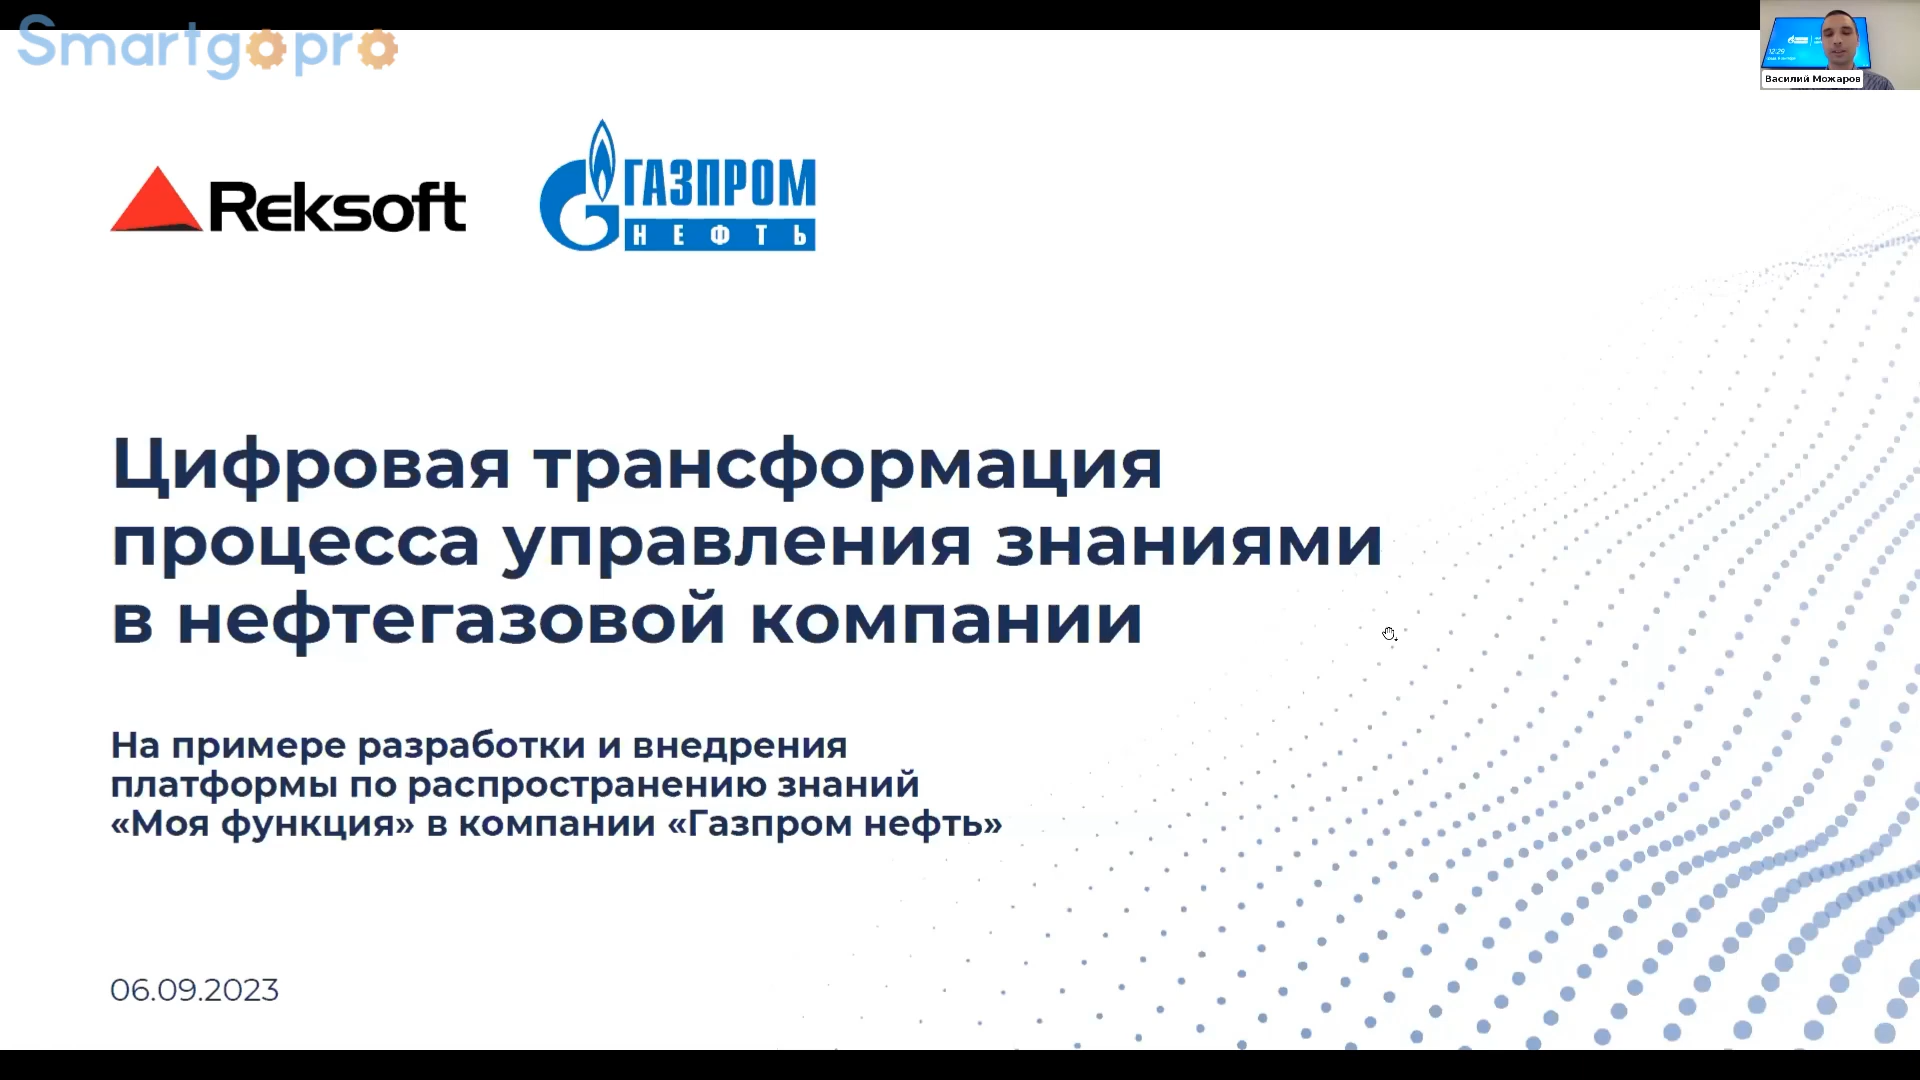 Smartgopro
Василий Можаров
Reksoft
ГАЗПРОМ
НЕФТЬ
Цифровая трансформация
процесса управления знаниями
в нефтегазовой компании
На примере разработки и внедрения
платформы по распространению знаний
«Моя функция» в компании «Газпром нефть»
06.09.2023